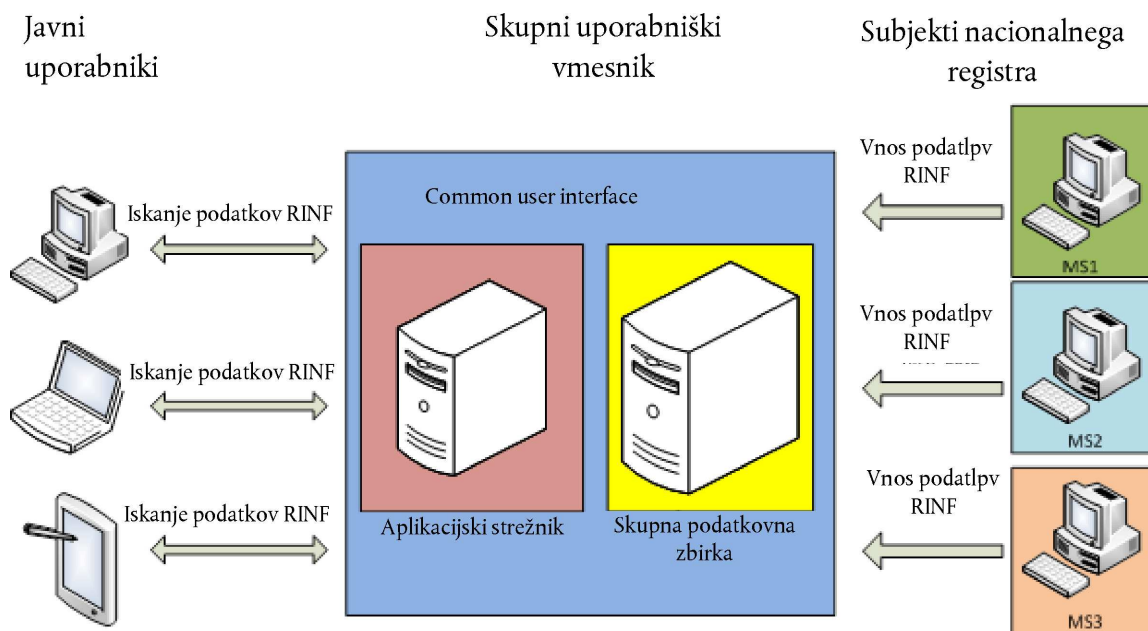 Javni
uporabniki
Skupni uporabniški
vmesnik
Subjekti nacionalnega
registra
Iskanje podatkov RINF
Iskanje podatkov RINF
Iskanje podatkov RINF
Common user interface
Aplikacijski strežnik
Skupna podatkovna
zbirka
Vnos podatlpv
RINF
MS1
Vnos podatlpv
RINF
MS2
Vnos podatlpv
RINF
MS3